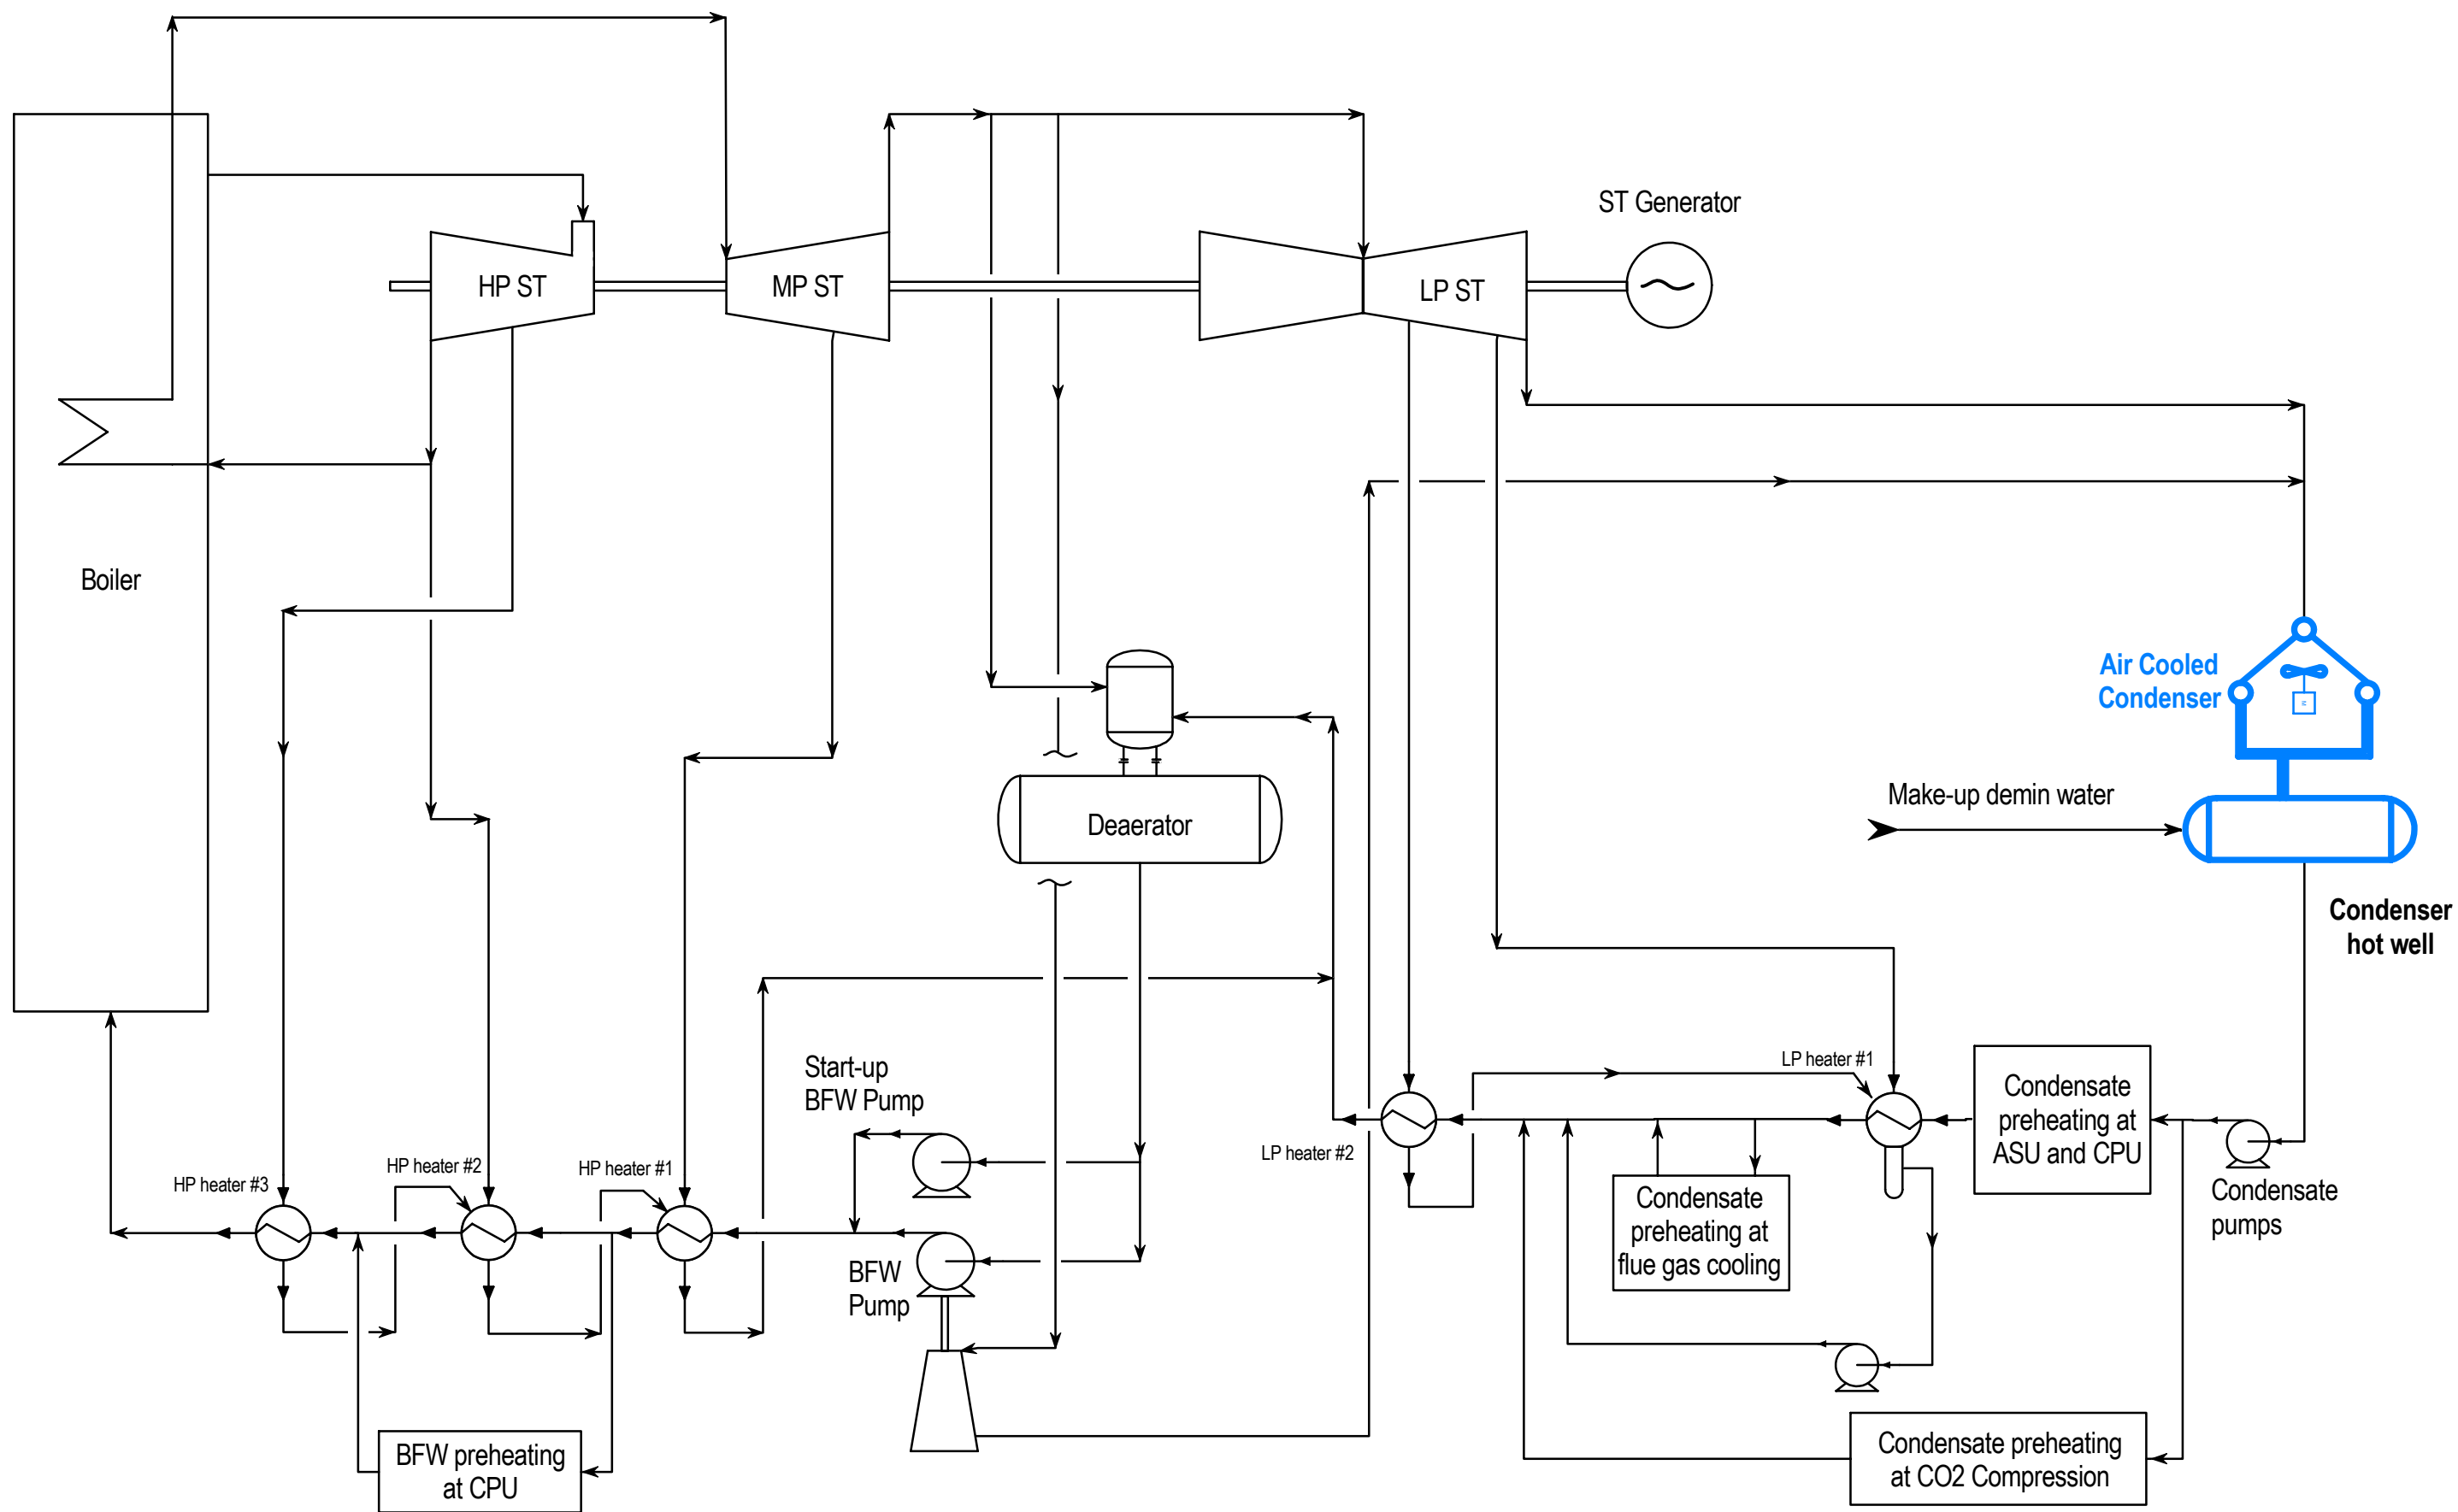 ST Generator
HP ST
MP ST
LP ST
Boiler
Air Cooled
Condenser
Make-up demin water
Deaerator
Condenser
hot well
Start-up
BFW Pump
LP heater #1
Condensate
preheating at
ASU and CPU
HP heater #3
HP heater #2
HP heater #1
LP heater #2
Condensate
preheating at
flue gas cooling
Condensate
pumps
BFW
Pump
BFW preheating
at CPU
Condensate preheating
at CO2 Compression